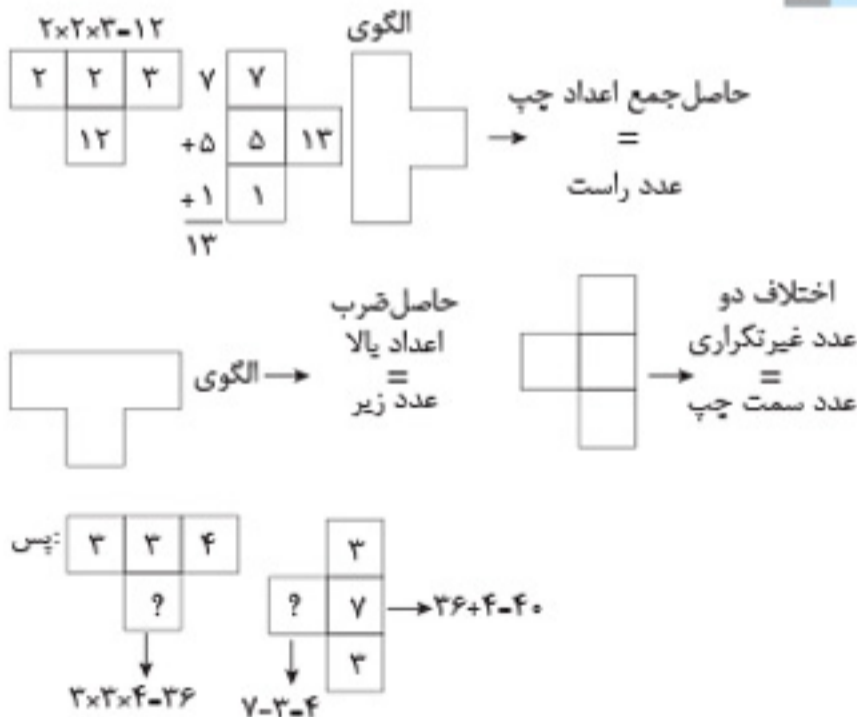 ۲×۲×۳=۱۲
۲ ۲ ۳
۱۲
۷ ۷
+۵ ۵ ۱۳
+۱ ۱
۱۳
الگوی
حاصل‌جمع اعداد چپ
=
عدد راست
الگوی
حاصل‌ضرب
اعداد بالا
=
عدد زیر
اختلاف دو
عدد غیرتکراری
=
عدد سمت چپ
پس:
۳ ۳ ۴
?
۳×۳×۴=۳۶
۳
? ۷
۳
۷-۳=۴
۳۶+۴=۴۰